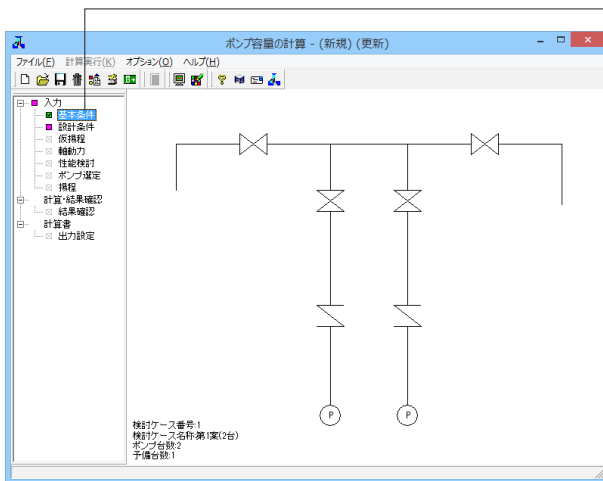 ポンプ容量の計算 - (新規) (更新)
ファイル(F) 計算実行(K) オプション(O) ヘルプ(H)
入力
基本条件
設計条件
仮揚程
軸動力
性能検討
ポンプ選定
揚程
計算・結果確認
結果確認
計算書
出力設定
P P
検討ケース番号:1
検討ケース名称:第1案(2台)
ポンプ台数:2
予備台数:1